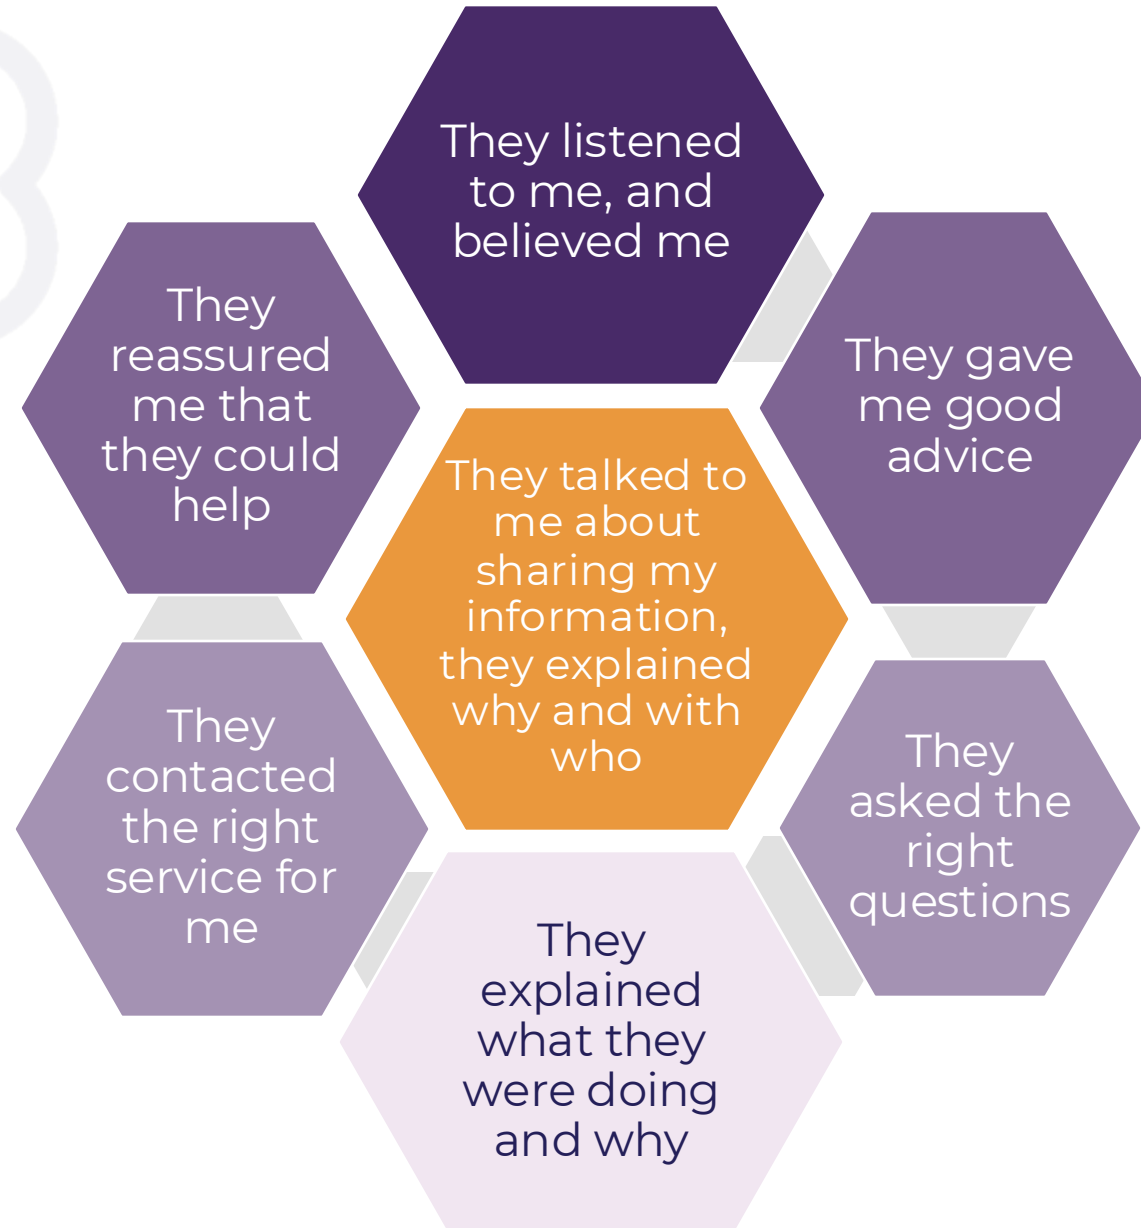 They listened
to me, and
believed me
They gave
me good
advice
They
asked the
right
questions
They
explained
what they
were doing
and why
They
contacted
the right
service for
me
They
reassured
me that
they could
help
They talked to
me about
sharing my
information,
they explained
why and with
who